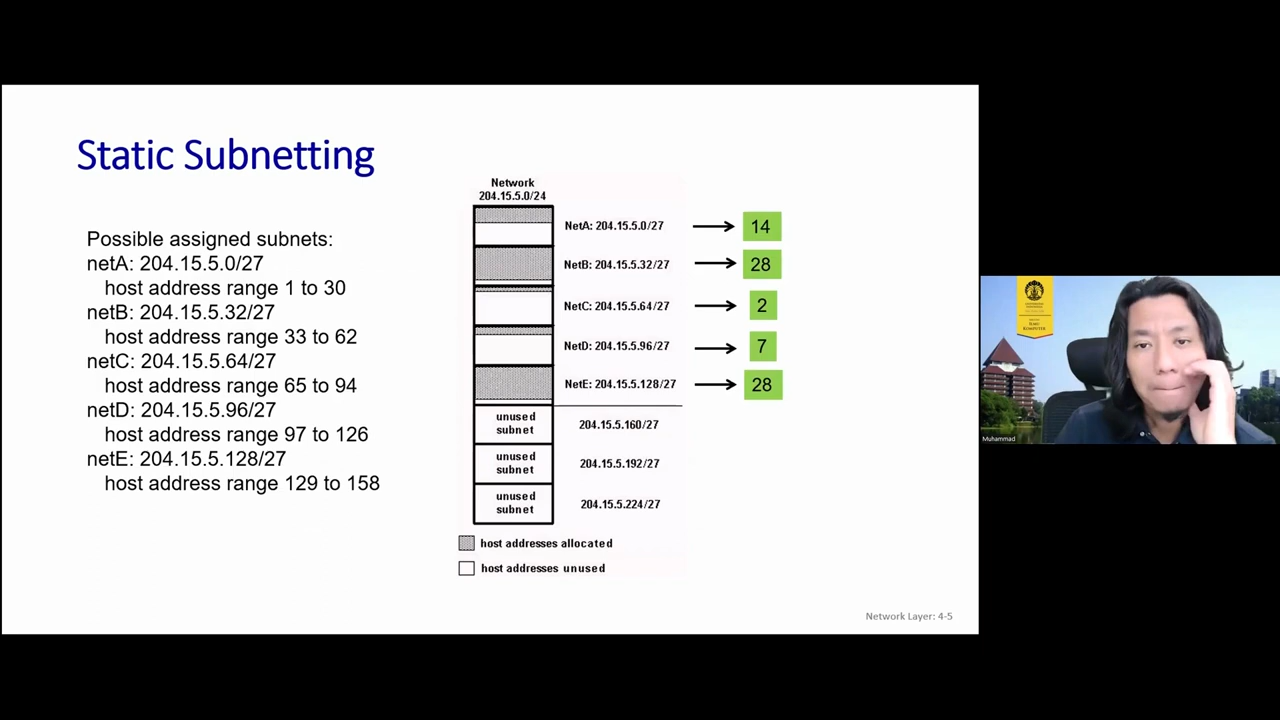 Static Subnetting
Possible assigned subnets:
netA: 204.15.5.0/27
host address range 1 to 30
netB: 204.15.5.32/27
host address range 33 to 62
netC: 204.15.5.64/27
host address range 65 to 94
netD: 204.15.5.96/27
host address range 97 to 126
netE: 204.15.5.128/27
host address range 129 to 158
Network
204.15.5.0/24
NetA: 204.15.5.0/27
14
NetB: 204.15.5.32/27
28
NetC: 204.15.5.64/27
2
NetD: 204.15.5.96/27
7
NetE: 204.15.5.128/27
28
unused
subnet
204.15.5.160/27
unused
subnet
204.15.5.192/27
unused
subnet
204.15.5.224/27
host addresses allocated
host addresses unused
Network Layer: 4-5
ILMU
KOMPUTER
Muhammad